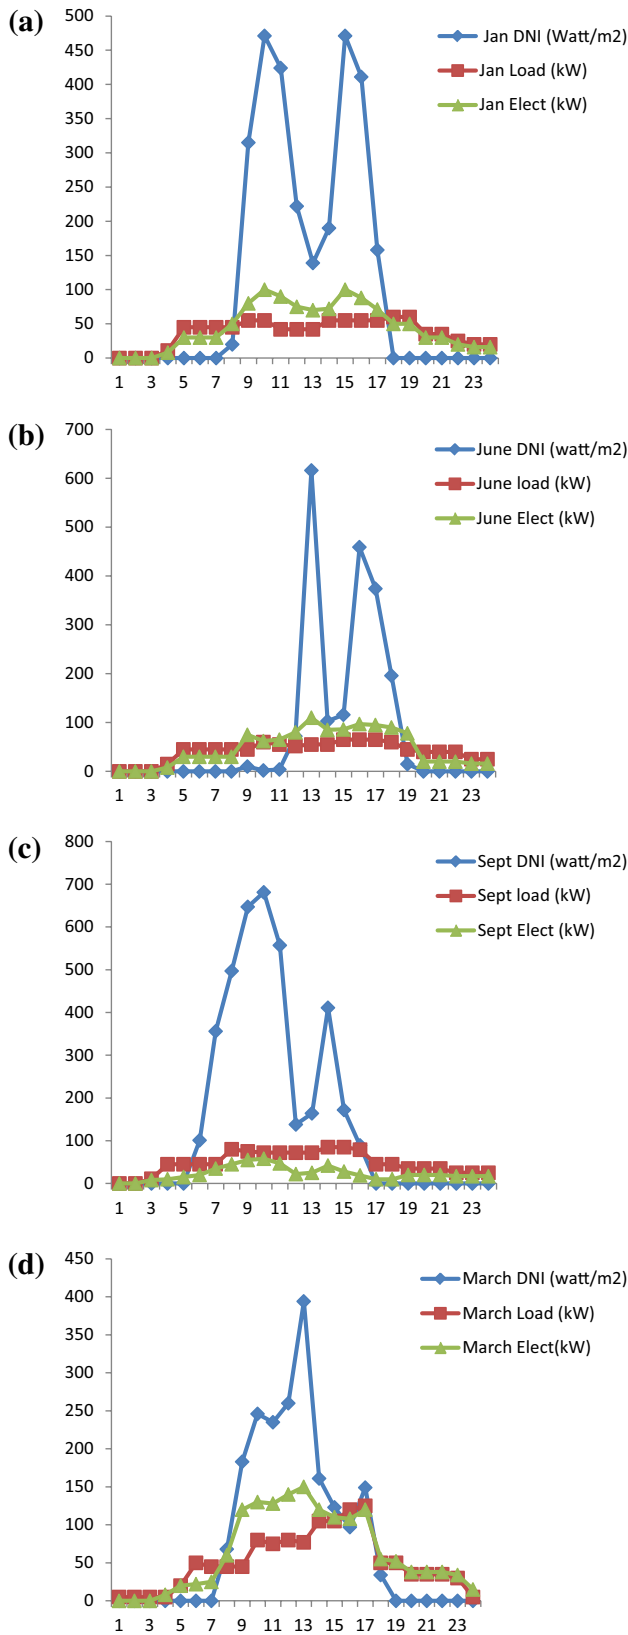 (a)
500
450
400
350
300
250
200
150
100
50
0
1 3 5 7 9 11 13 15 17 19 21 23
Jan DNI (Watt/m2)
Jan Load (kW)
Jan Elect (kW)
(b)
700
600
500
400
300
200
100
0
1 3 5 7 9 11 13 15 17 19 21 23
June DNI (watt/m2)
June load (kW)
June Elect (kW)
(c)
800
700
600
500
400
300
200
100
0
1 3 5 7 9 11 13 15 17 19 21 23
Sept DNI (watt/m2)
Sept load (kW)
Sept Elect (kW)
(d)
450
400
350
300
250
200
150
100
50
0
1 3 5 7 9 11 13 15 17 19 21 23
March DNI (watt/m2)
March Load (kW)
March Elect(kW)